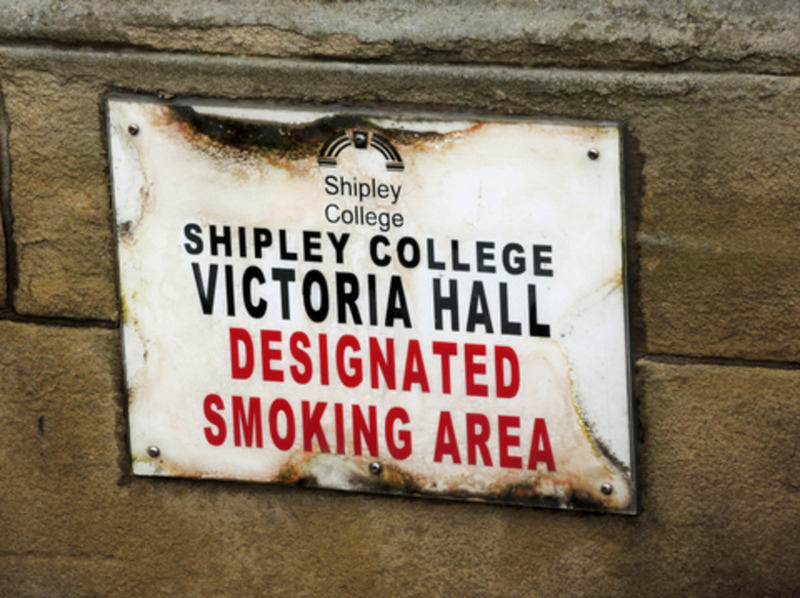 Shipley
College
SHIPLEY COLLEGE
VICTORIA HALL
DESIGNATED
SMOKING AREA